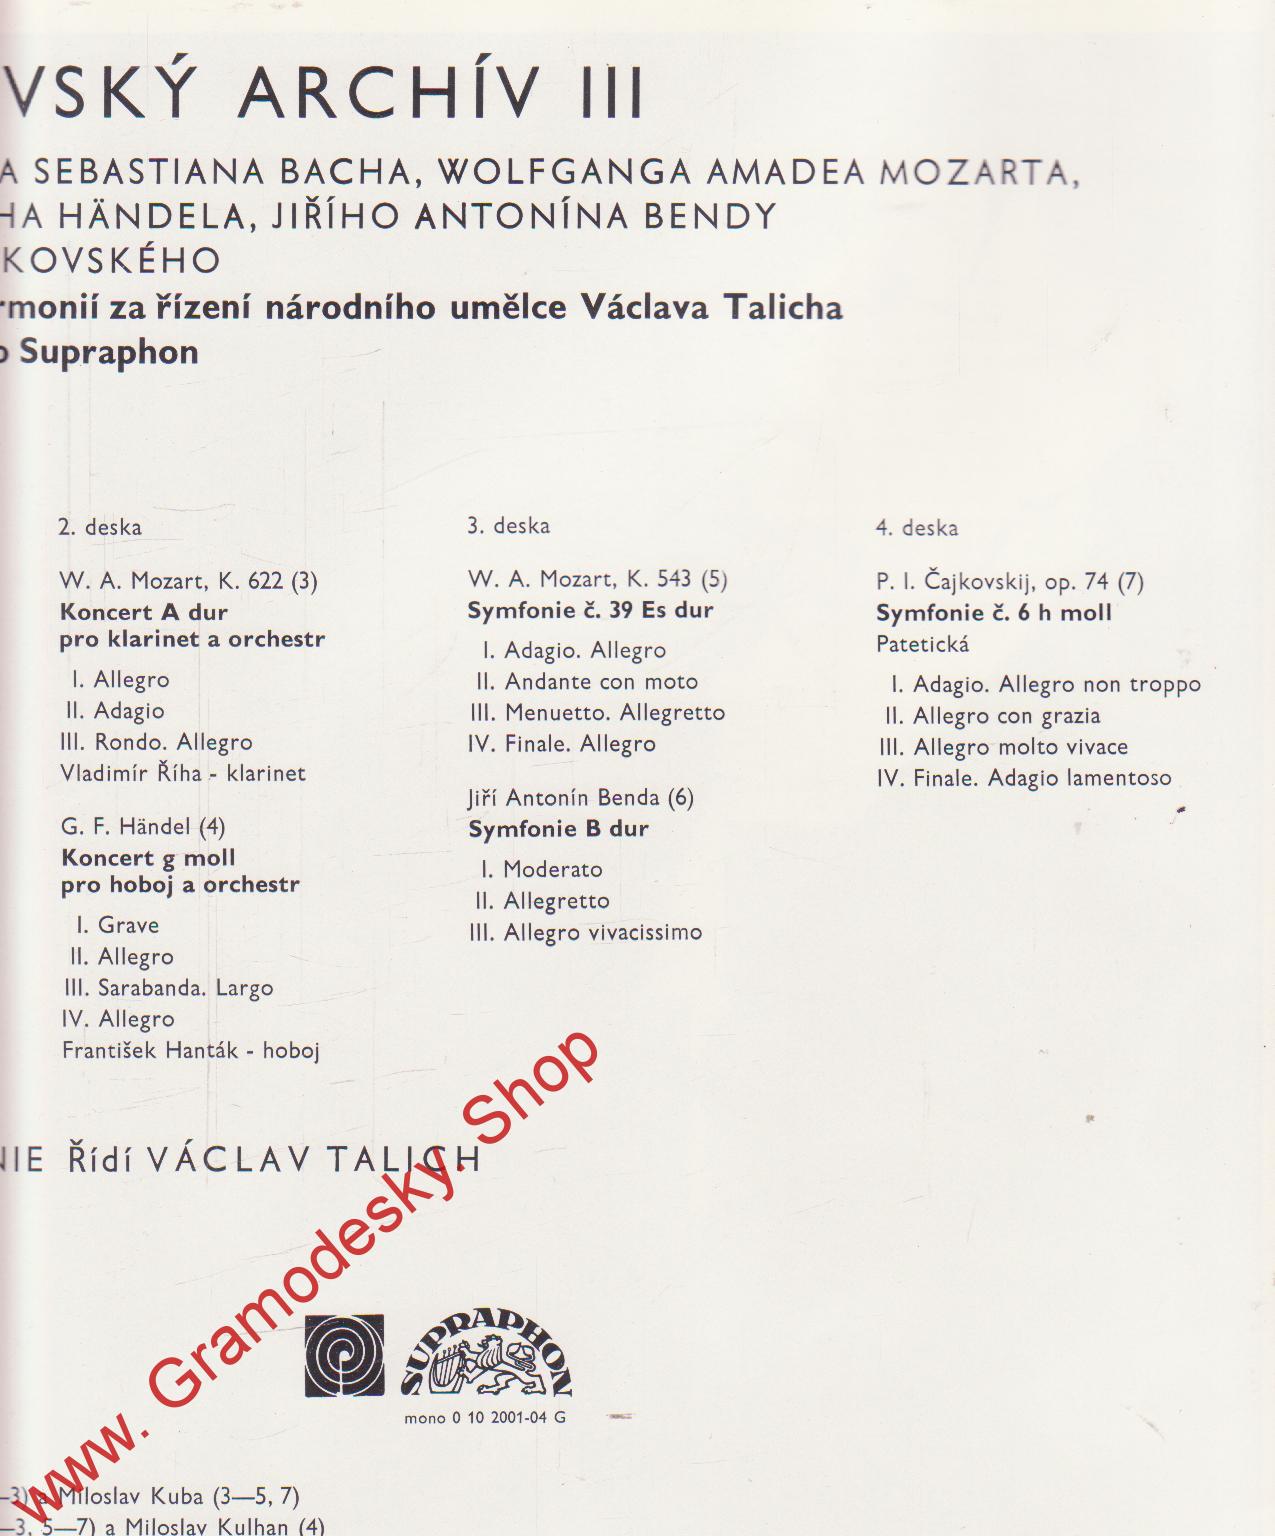 VSKÝ ARCHÍV III
A SEBASTIANA BACHA, WOLFGANGA AMADEA MOZARTA,
HA HÄNDELA, JIŘÍHO ANTONÍNA BENDY
KOVSKÉHO
rmonií za řízení národního umělce Václava Talicha
o Supraphon
2. deska
W. A. Mozart, K. 622 (3)
Koncert A dur
pro klarinet a orchestr
I. Allegro
II. Adagio
III. Rondo. Allegro
Vladimír Říha - klarinet
G. F. Händel (4)
Koncert g moll
pro hoboj a orchestr
I. Grave
II. Allegro
III. Sarabanda. Largo
IV. Allegro
František Hanták - hoboj
3. deska
W. A. Mozart, K. 543 (5)
Symfonie č. 39 Es dur
I. Adagio. Allegro
II. Andante con moto
III. Menuetto. Allegretto
IV. Finale. Allegro
Jiří Antonín Benda (6)
Symfonie B dur
I. Moderato
II. Allegretto
III. Allegro vivacissimo
4. deska
P. I. Čajkovskij, op. 74 (7)
Symfonie č. 6 h moll
Patetická
I. Adagio. Allegro non troppo
II. Allegro con grazia
III. Allegro molto vivace
IV. Finale. Adagio lamentoso
NIE Řídí VÁCLAV TALICH
SUPRAPHON
mono 0 10 2001-04 G
—3) a Miloslav Kuba (3—5, 7)
—3, 5—7) a Miloslav Kulhan (4)
www. Gramodesky. Shop